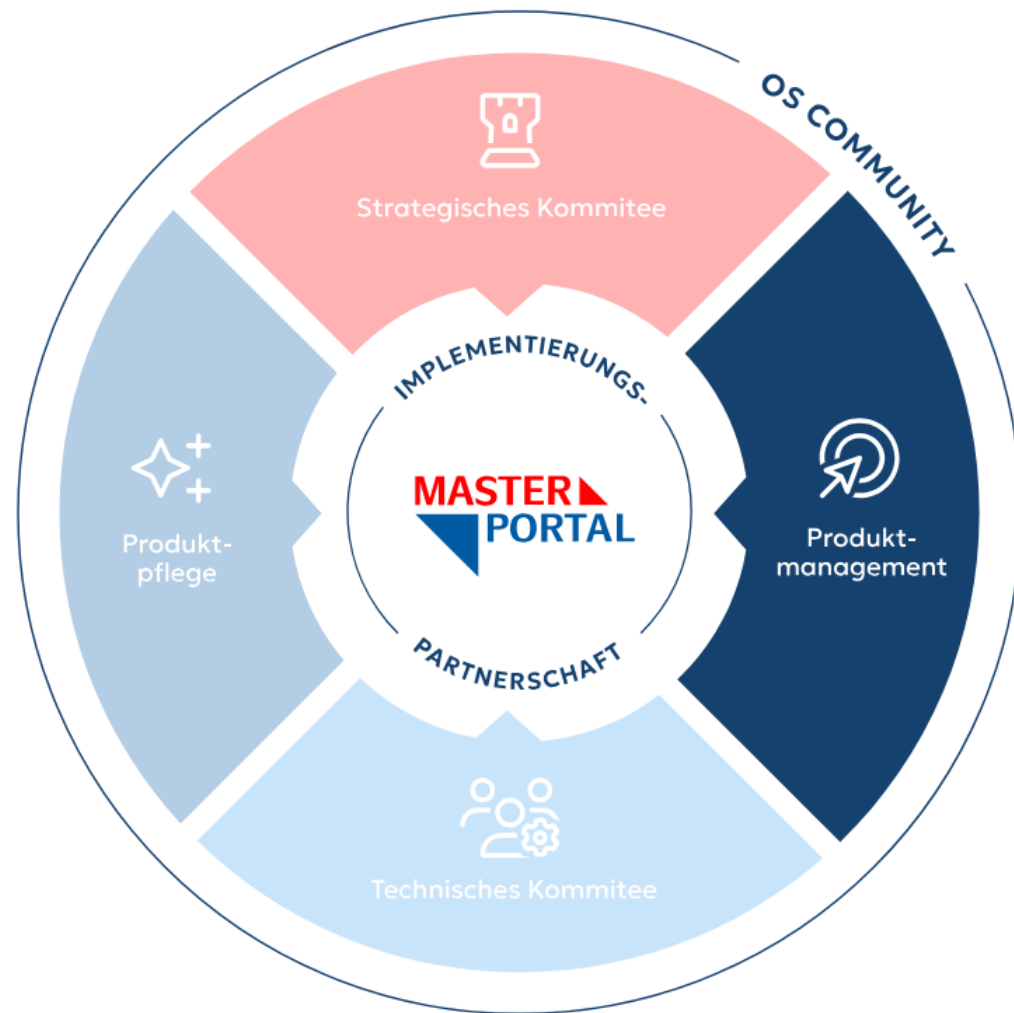 OS COMMUNITY
Strategisches Kommitee
IMPLEMENTIERUNGS-
MASTER
PORTAL
PARTNERSCHAFT
Produkt-
pflege
Produkt-
management
Technisches Kommitee